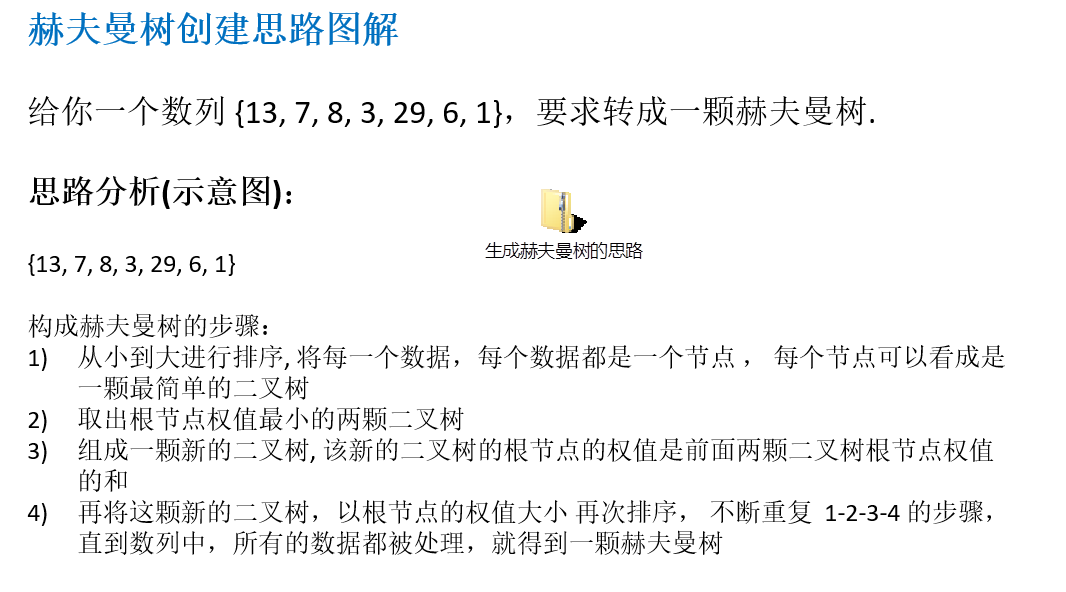 赫夫曼树创建思路图解
给你一个数列 {13, 7, 8, 3, 29, 6, 1}，要求转成一颗赫夫曼树.
思路分析(示意图)：
生成赫夫曼树的思路
{13, 7, 8, 3, 29, 6, 1}
构成赫夫曼树的步骤：
1) 从小到大进行排序, 将每一个数据，每个数据都是一个节点 ， 每个节点可以看成是
一颗最简单的二叉树
2) 取出根节点权值最小的两颗二叉树
3) 组成一颗新的二叉树, 该新的二叉树的根节点的权值是前面两颗二叉树根节点权值
的和
4) 再将这颗新的二叉树，以根节点的权值大小 再次排序， 不断重复 1-2-3-4 的步骤，
直到数列中，所有的数据都被处理，就得到一颗赫夫曼树